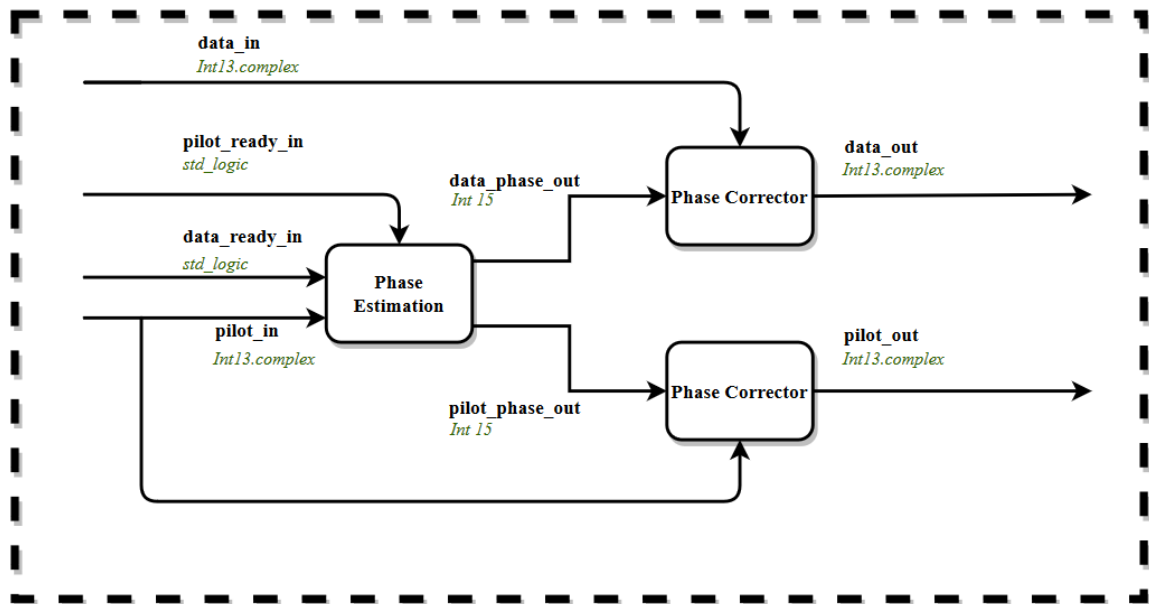 data_in
Int13.complex
pilot_ready_in
std_logic
data_ready_in
std_logic
pilot_in
Int13.complex
Phase
Estimation
data_phase_out
Int 15
pilot_phase_out
Int 15
Phase Corrector
data_out
Int13.complex
Phase Corrector
pilot_out
Int13.complex